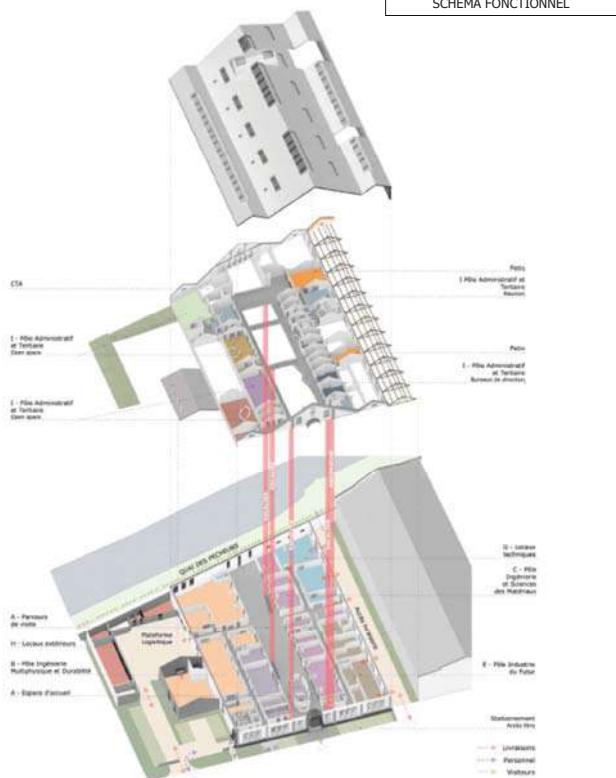 SCHEMA FONCTIONNEL
CTA
I - Pôle Administratif
et Tertiaire
Open space
I - Pôle Administratif
et Tertiaire
Open space
Patio
I Pôle Administratif et
Tertiaire
Réunion
Patio
I - Pôle Administratif
et Tertiaire
Bureaux de direction
QUAI DES PECHEURS
Plateforme
Logistique
A - Parcours
de visite
H - Locaux extérieurs
B - Pôle Ingénierie
Multiphysique et Durabilité
A - Espace d'accueil
G - Locaux
techniques
C - Pôle
Ingénierie
et Sciences
des Matériaux
E - Pôle Industrie
du Futur
Stationnement
Livraisons
Personnel
Visiteurs